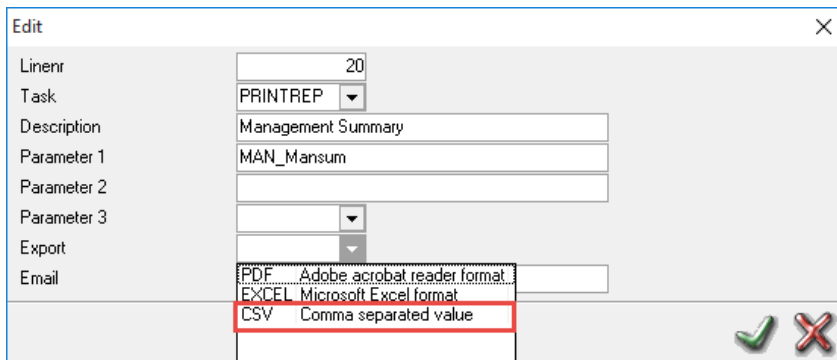 Edit
Linenr 20
Task PRINTREP
Description Management Summary
Parameter 1 MAN_Mansum
Parameter 2
Parameter 3
Export
Email
PDF Adobe acrobat reader format
EXCEL Microsoft Excel format
CSV Comma separated value